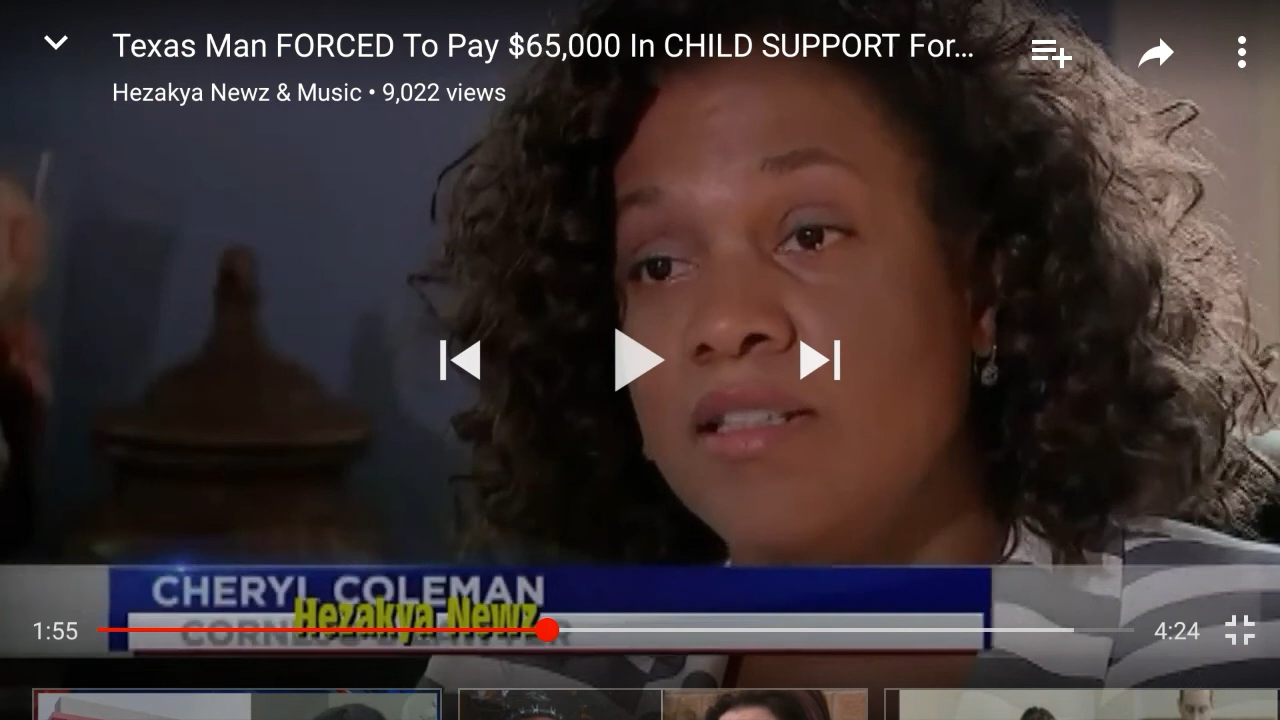 Texas Man FORCED To Pay $65,000 In CHILD SUPPORT For...
Hezakya Newz & Music • 9,022 views
CHERYL COLEMAN
Hezakya Newz
1:55
4:24